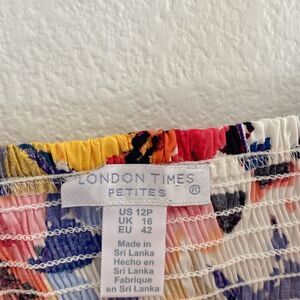 LONDON TIMES
PETITES ®
US 12P
UK 16
EU 42
Made in
Sri Lanka
Hecho en
Sri Lanka
Fabrique
en Sri Lanka